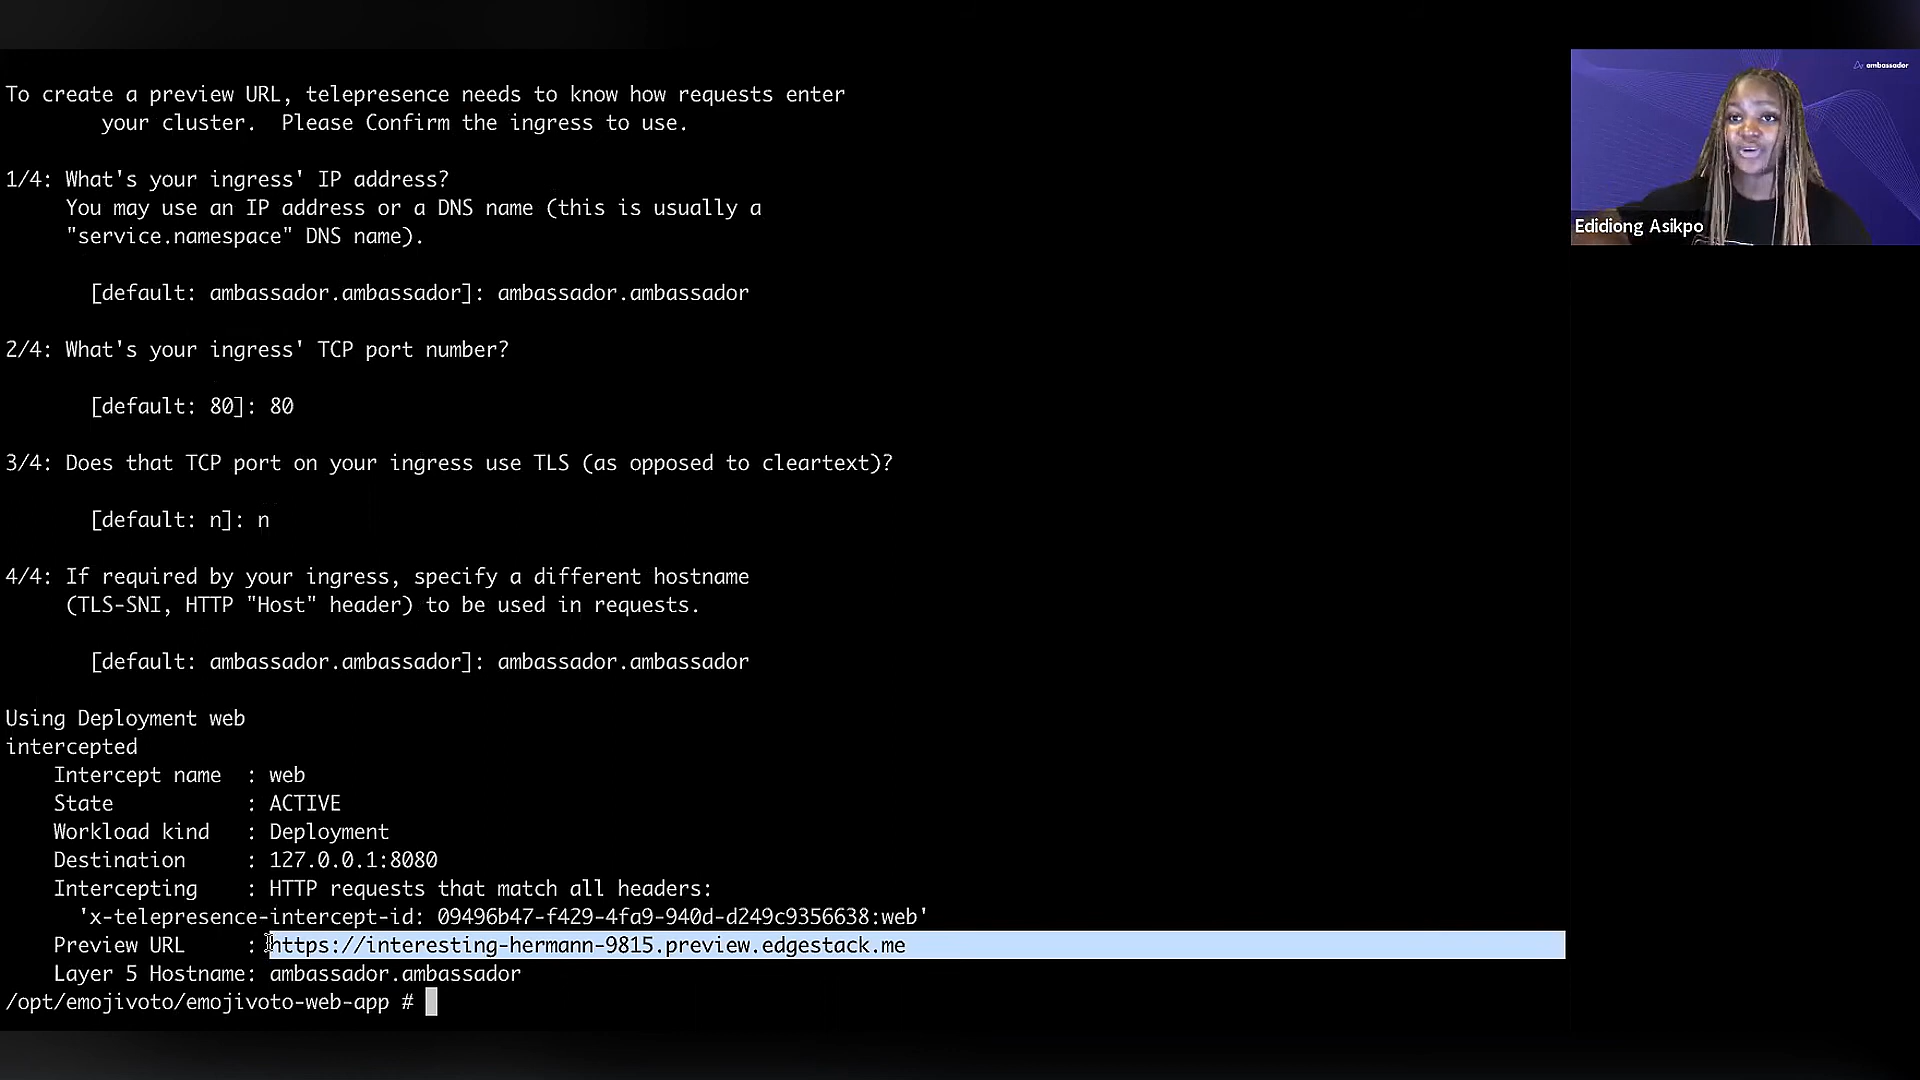 To create a preview URL, telepresence needs to know how requests enter
your cluster.  Please Confirm the ingress to use.
1/4: What's your ingress' IP address?
You may use an IP address or a DNS name (this is usually a
"service.namespace" DNS name).
[default: ambassador.ambassador]: ambassador.ambassador
2/4: What's your ingress' TCP port number?
[default: 80]: 80
3/4: Does that TCP port on your ingress use TLS (as opposed to cleartext)?
[default: n]: n
4/4: If required by your ingress, specify a different hostname
(TLS-SNI, HTTP "Host" header) to be used in requests.
[default: ambassador.ambassador]: ambassador.ambassador
Using Deployment web
intercepted
Intercept name  : web
State           : ACTIVE
Workload kind   : Deployment
Destination     : 127.0.0.1:8080
Intercepting    : HTTP requests that match all headers:
'x-telepresence-intercept-id: 09496b47-f429-4fa9-940d-d249c9356638:web'
Preview URL     : https://interesting-hermann-9815.preview.edgestack.me
Layer 5 Hostname: ambassador.ambassador
/opt/emojivoto/emojivoto-web-app #
ambassador
Edidiong Asikpo